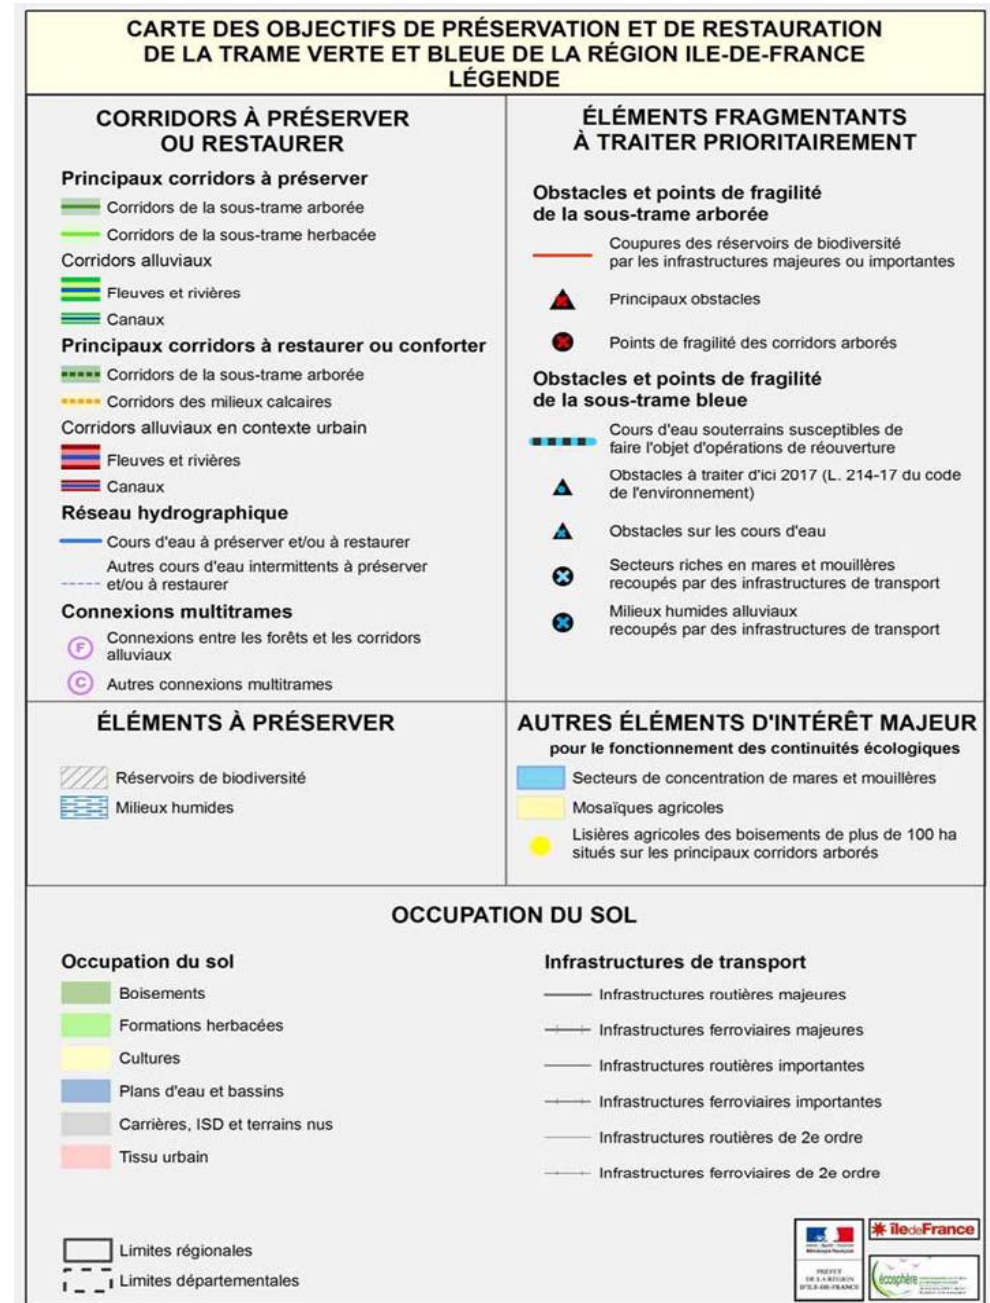 CARTE DES OBJECTIFS DE PRÉSERVATION ET DE RESTAURATION
DE LA TRAME VERTE ET BLEUE DE LA RÉGION ILE-DE-FRANCE
LÉGENDE
CORRIDORS À PRÉSERVER
OU RESTAURER
Principaux corridors à préserver
Corridors de la sous-trame arborée
Corridors de la sous-trame herbacée
Corridors alluviaux
Fleuves et rivières
Canaux
Principaux corridors à restaurer ou conforter
Corridors de la sous-trame arborée
Corridors des milieux calcaires
Corridors alluviaux en contexte urbain
Fleuves et rivières
Canaux
Réseau hydrographique
Cours d'eau à préserver et/ou à restaurer
Autres cours d'eau intermittents à préserver
et/ou à restaurer
Connexions multitrames
F
Connexions entre les forêts et les corridors
alluviaux
C
Autres connexions multitrames
ÉLÉMENTS FRAGMENTANTS
À TRAITER PRIORITAIREMENT
Obstacles et points de fragilité
de la sous-trame arborée
Coupures des réservoirs de biodiversité
par les infrastructures majeures ou importantes
Principaux obstacles
Points de fragilité des corridors arborés
Obstacles et points de fragilité
de la sous-trame bleue
Cours d'eau souterrains susceptibles de
faire l'objet d'opérations de réouverture
Obstacles à traiter d'ici 2017 (L. 214-17 du code
de l'environnement)
Obstacles sur les cours d'eau
Secteurs riches en mares et mouillères
recoupés par des infrastructures de transport
Milieux humides alluviaux
recoupés par des infrastructures de transport
ÉLÉMENTS À PRÉSERVER
Réservoirs de biodiversité
Milieux humides
AUTRES ÉLÉMENTS D'INTÉRÊT MAJEUR
pour le fonctionnement des continuités écologiques
Secteurs de concentration de mares et mouillères
Mosaïques agricoles
Lisières agricoles des boisements de plus de 100 ha
situés sur les principaux corridors arborés
OCCUPATION DU SOL
Occupation du sol
Boisements
Formations herbacées
Cultures
Plans d'eau et bassins
Carrières, ISD et terrains nus
Tissu urbain
Limites régionales
Limites départementales
Infrastructures de transport
Infrastructures routières majeures
Infrastructures ferroviaires majeures
Infrastructures routières importantes
Infrastructures ferroviaires importantes
Infrastructures routières de 2e ordre
Infrastructures ferroviaires de 2e ordre
PRÉFET
DE LA RÉGION
D'ILE-DE-FRANCE
îledeFrance
écosphère